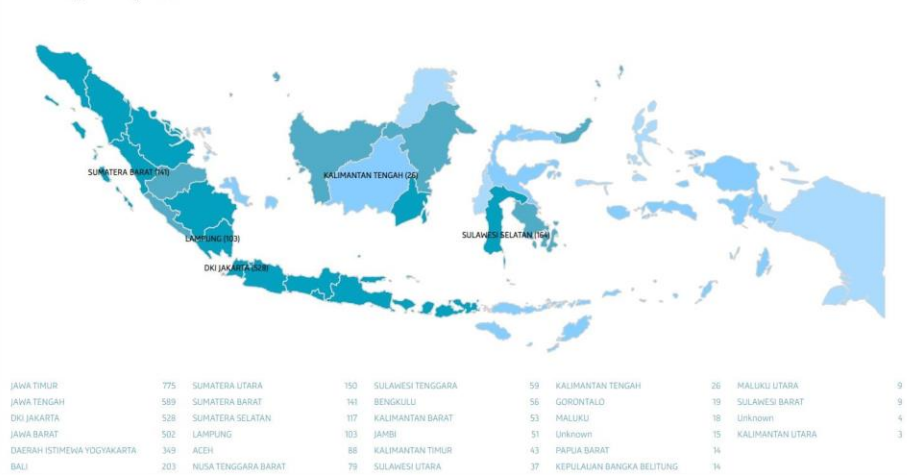 SUMATERA BARAT (141)
KALIMANTAN TENGAH (26)
LAMPUNG (103)
SULAWESI SELATAN (164)
DKI JAKARTA (528)
JAWA TIMUR 775 SUMATERA UTARA 150 SULAWESI TENGGARA 59 KALIMANTAN TENGAH 26 MALUKU UTARA 9
JAWA TENGAH 589 SUMATERA BARAT 141 BENGKULU 56 GORONTALO 19 SULAWESI BARAT 9
DKI JAKARTA 528 SUMATERA SELATAN 117 KALIMANTAN BARAT 53 MALUKU 18 Unknown 4
JAWA BARAT 502 LAMPUNG 103 JAMBI 51 Unknown 15 KALIMANTAN UTARA 3
DAERAH ISTIMEWA YOGYAKARTA 349 ACEH 88 KALIMANTAN TIMUR 43 PAPUA BARAT 14
BALI 203 NUSA TENGGARA BARAT 79 SULAWESI UTARA 37 KEPULAUAN BANGKA BELITUNG 14